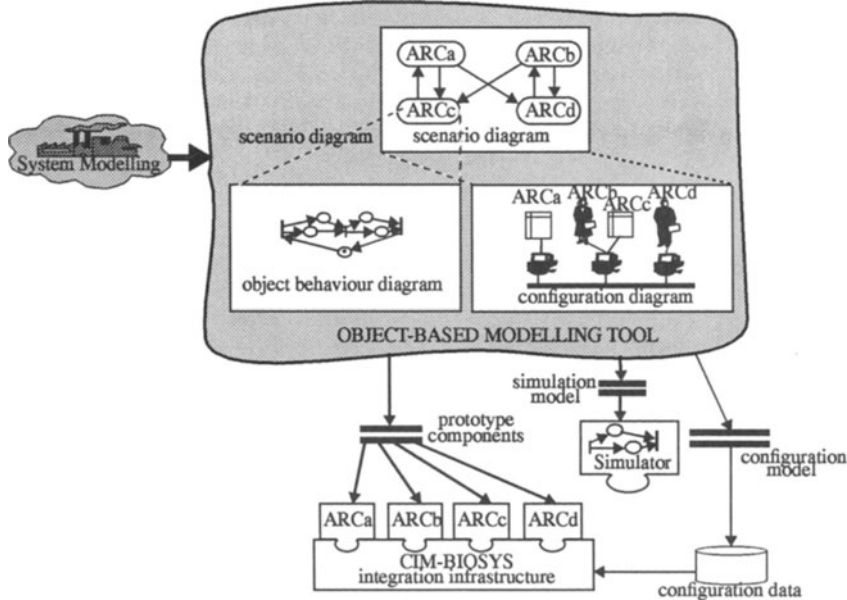 ARCa
ARCb
ARCc
ARCd
scenario diagram
scenario diagram
System Modelling
ARCa
ARCb
ARCc
ARCd
object behaviour diagram
configuration diagram
OBJECT-BASED MODELLING TOOL
simulation
model
prototype
components
Simulator
configuration
model
ARCa
ARCb
ARCc
ARCd
CIM-BIOSYS
integration infrastructure
configuration data